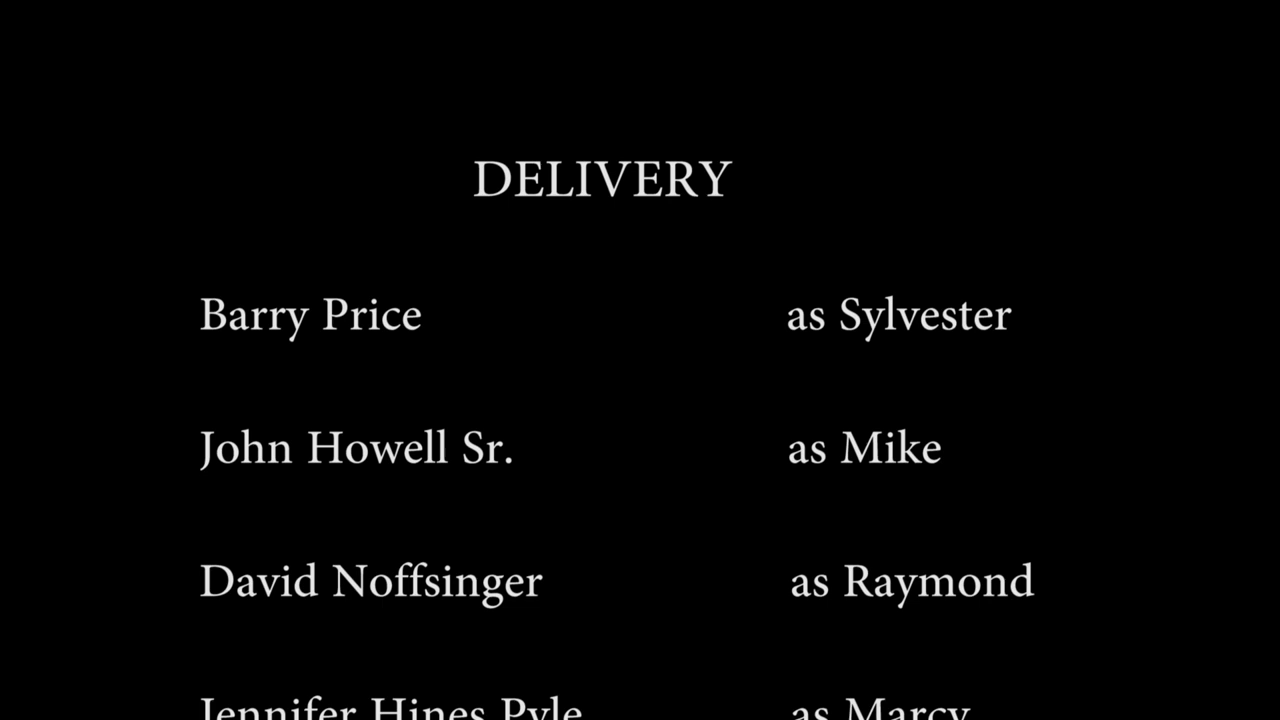 DELIVERY
Barry Price as Sylvester
John Howell Sr. as Mike
David Noffsinger as Raymond
Jennifer Hines Pyle as Marcy